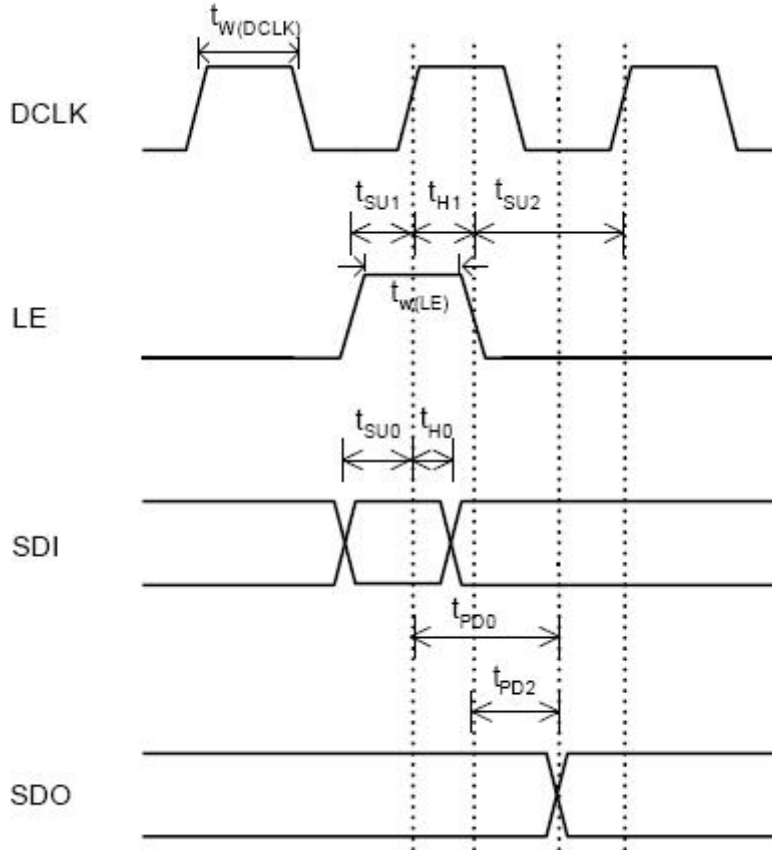 tW(DCLK)
DCLK
tSU1 tH1 tSU2
tw(LE)
LE
tSU0 tH0
SDI
tPD0
tPD2
SDO